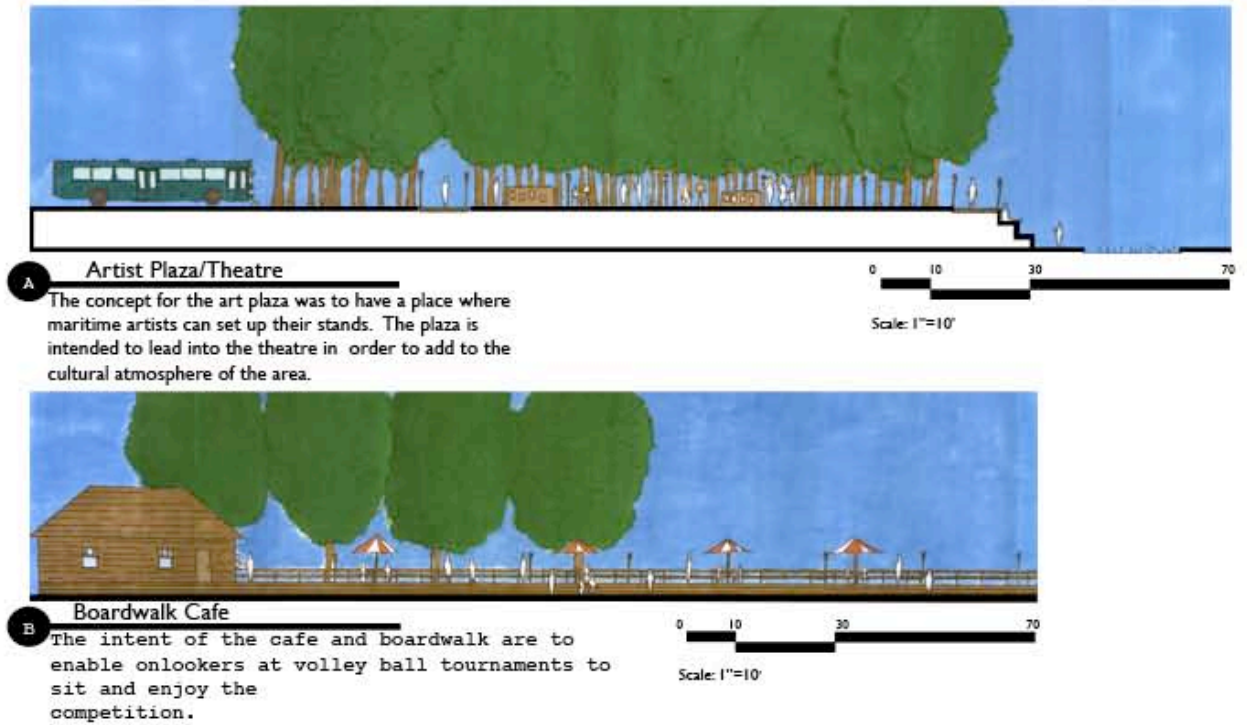 Artist Plaza/Theatre
A
The concept for the art plaza was to have a place where
maritime artists can set up their stands. The plaza is
intended to lead into the theatre in order to add to the
cultural atmosphere of the area.
0 10 30 70
Scale: 1"=10'
Boardwalk Cafe
B
The intent of the cafe and boardwalk are to
enable onlookers at volley ball tournaments to
sit and enjoy the
competition.
0 10 30 70
Scale: 1"=10'